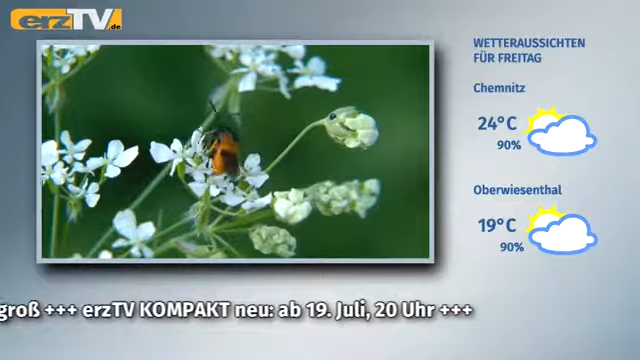 erzTV.de
WETTERAUSSICHTEN
FÜR FREITAG
Chemnitz
24°C
90%
Oberwiesenthal
19°C
90%
groß +++ erzTV KOMPAKT neu: ab 19. Juli, 20 Uhr +++